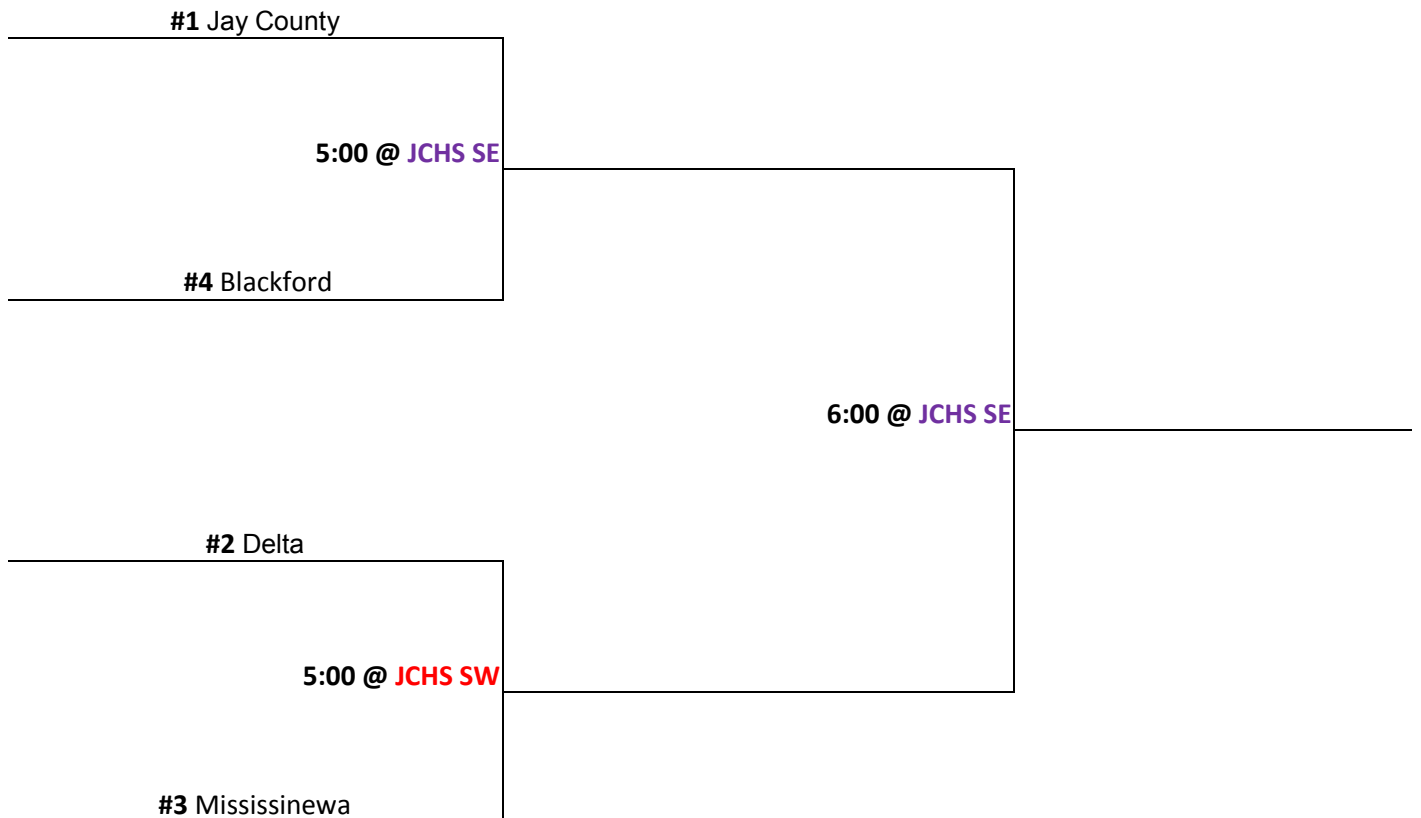 #1 Jay County
5:00 @ JCHS SE
#4 Blackford
6:00 @ JCHS SE
#2 Delta
5:00 @ JCHS SW
#3 Mississinewa